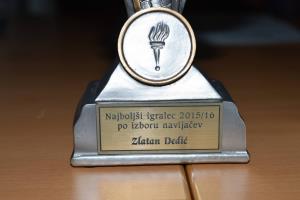 Najboljši igralec 2015/16
po izboru navijačev
Zlatan Dedić